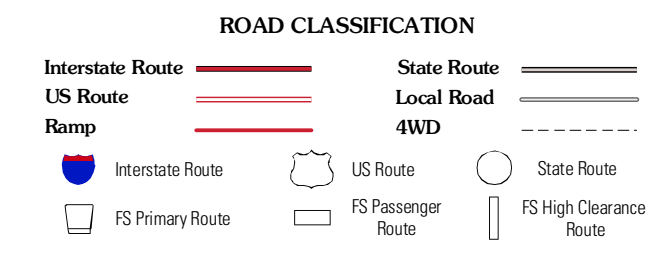 ROAD CLASSIFICATION
Interstate Route
State Route
US Route
Local Road
Ramp
4WD
Interstate Route
US Route
State Route
FS Primary Route
FS Passenger
Route
FS High Clearance
Route